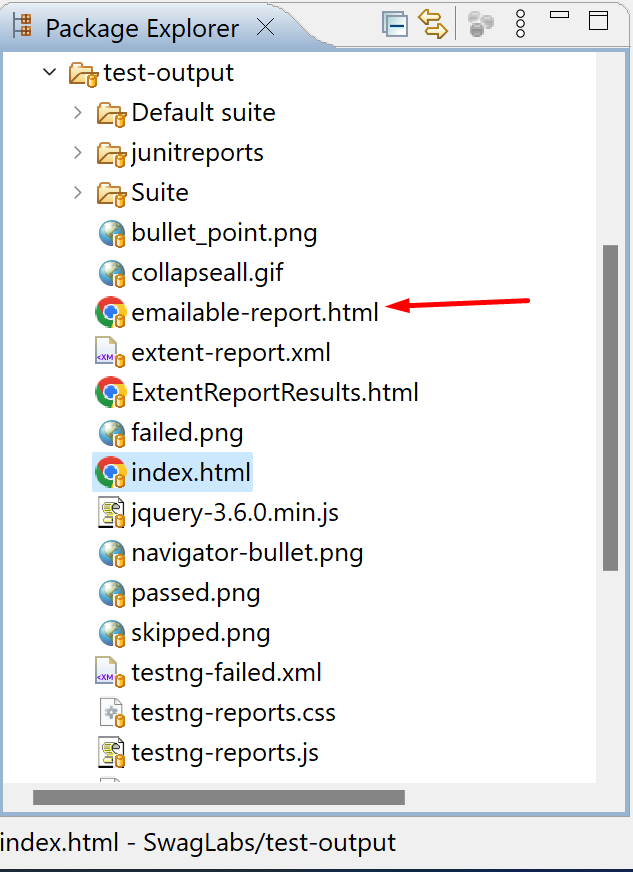 Package Explorer
test-output
Default suite
junitreports
Suite
bullet_point.png
collapseall.gif
emailable-report.html
extent-report.xml
ExtentReportResults.html
failed.png
index.html
jquery-3.6.0.min.js
navigator-bullet.png
passed.png
skipped.png
testng-failed.xml
testng-reports.css
testng-reports.js
index.html - SwagLabs/test-output